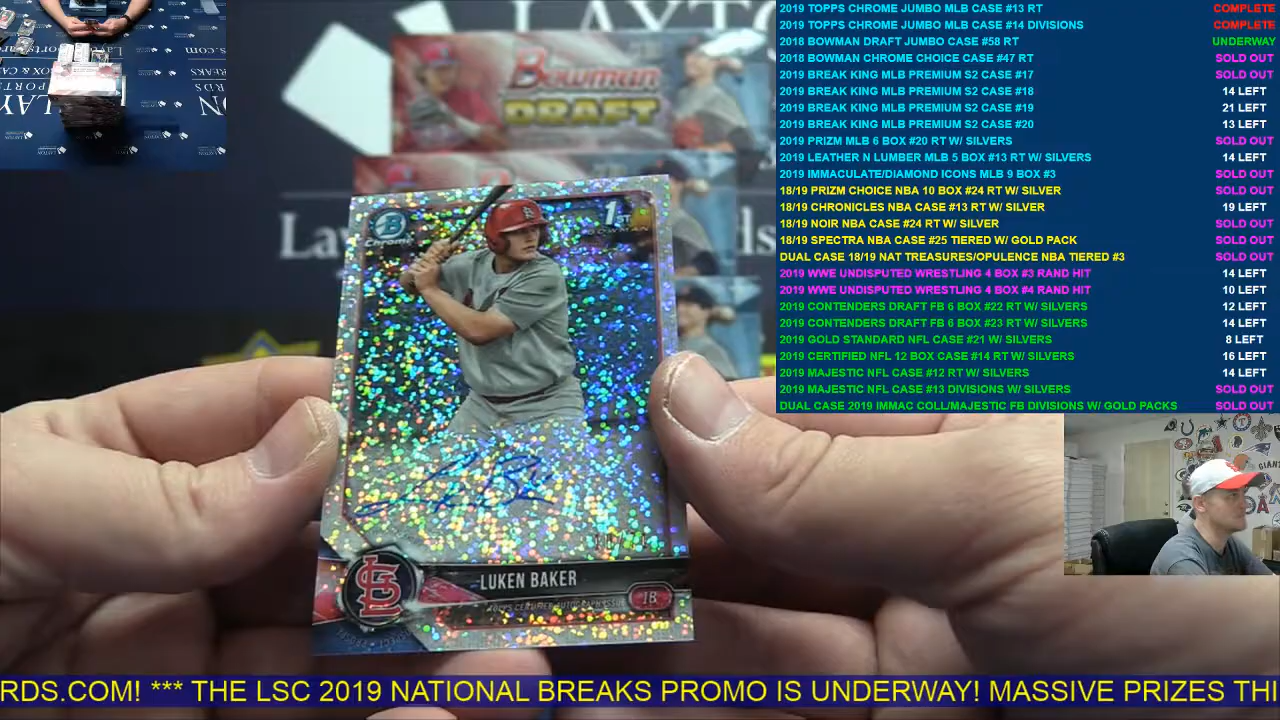 2019 TOPPS CHROME JUMBO MLB CASE #13 RT COMPLETE
2019 TOPPS CHROME JUMBO MLB CASE #14 DIVISIONS COMPLETE
2018 BOWMAN DRAFT JUMBO CASE #58 RT UNDERWAY
2018 BOWMAN CHROME CHOICE CASE #47 RT SOLD OUT
2019 BREAK KING MLB PREMIUM S2 CASE #17 SOLD OUT
2019 BREAK KING MLB PREMIUM S2 CASE #18 14 LEFT
2019 BREAK KING MLB PREMIUM S2 CASE #19 21 LEFT
2019 BREAK KING MLB PREMIUM S2 CASE #20 13 LEFT
2019 PRIZM MLB 6 BOX #20 RT W/ SILVERS SOLD OUT
2019 LEATHER N LUMBER MLB 5 BOX #13 RT W/ SILVERS 14 LEFT
2019 IMMACULATE/DIAMOND ICONS MLB 9 BOX #3 SOLD OUT
18/19 PRIZM CHOICE NBA 10 BOX #24 RT W/ SILVER SOLD OUT
18/19 CHRONICLES NBA CASE #13 RT W/ SILVER 19 LEFT
18/19 NOIR NBA CASE #24 RT W/ SILVER SOLD OUT
18/19 SPECTRA NBA CASE #25 TIERED W/ GOLD PACK SOLD OUT
DUAL CASE 18/19 NAT TREASURES/OPULENCE NBA TIERED #3 SOLD OUT
2019 WWE UNDISPUTED WRESTLING 4 BOX #3 RAND HIT 14 LEFT
2019 WWE UNDISPUTED WRESTLING 4 BOX #4 RAND HIT 10 LEFT
2019 CONTENDERS DRAFT FB 6 BOX #22 RT W/ SILVERS 12 LEFT
2019 CONTENDERS DRAFT FB 6 BOX #23 RT W/ SILVERS 14 LEFT
2019 GOLD STANDARD NFL CASE #21 W/ SILVERS 8 LEFT
2019 CERTIFIED NFL 12 BOX CASE #14 RT W/ SILVERS 16 LEFT
2019 MAJESTIC NFL CASE #12 RT W/ SILVERS 14 LEFT
2019 MAJESTIC NFL CASE #13 DIVISIONS W/ SILVERS SOLD OUT
DUAL CASE 2019 IMMAC COLL/MAJESTIC FB DIVISIONS W/ GOLD PACKS SOLD OUT
Bowman
DRAFT
B
Chrome
1ST
LUKEN BAKER
1B
TOPPS CERTIFIED AUTOGRAPH ISSUE
RDS.COM! *** THE LSC 2019 NATIONAL BREAKS PROMO IS UNDERWAY! MASSIVE PRIZES THI